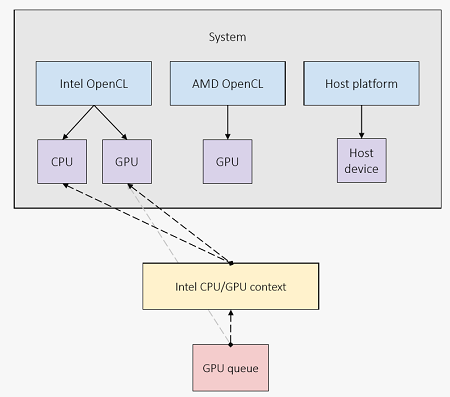 System
Intel OpenCL
AMD OpenCL
Host platform
CPU
GPU
GPU
Host
device
Intel CPU/GPU context
GPU queue